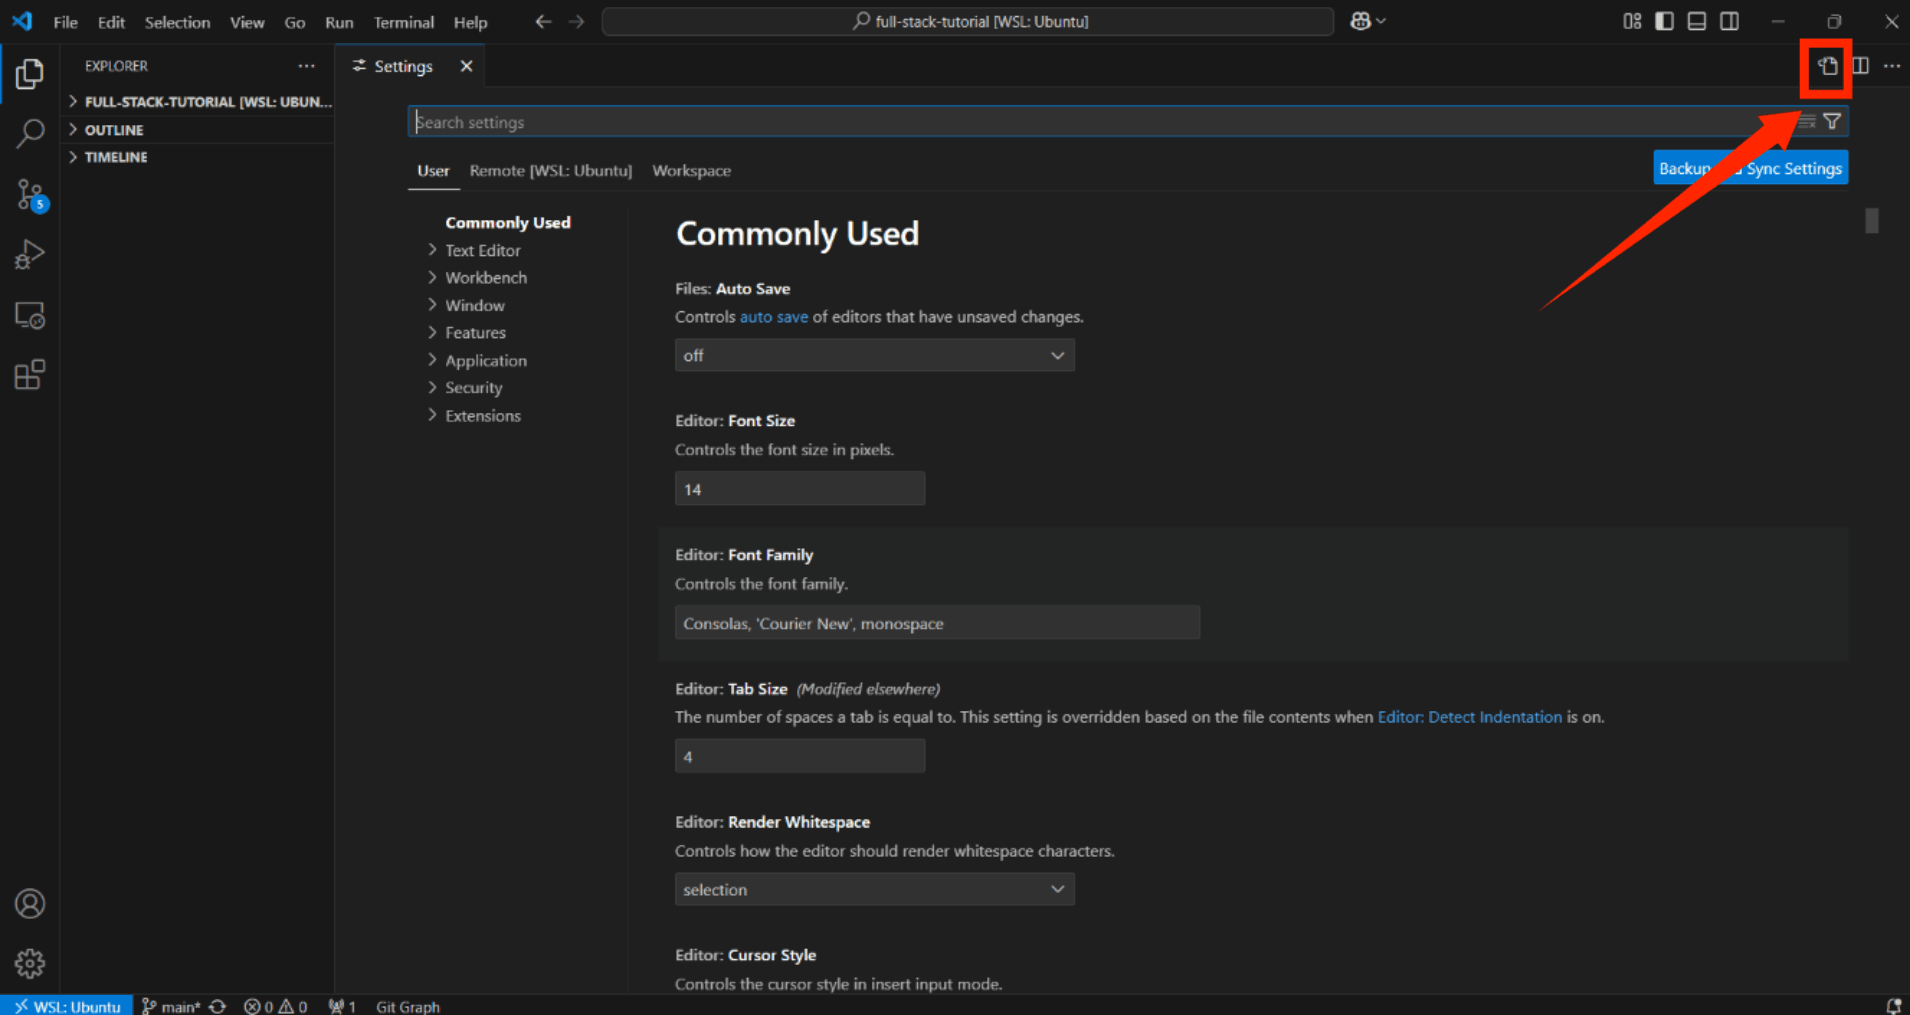 File Edit Selection View Go Run Terminal Help
full-stack-tutorial [WSL: Ubuntu]
EXPLORER
FULL-STACK-TUTORIAL [WSL: UBUN...
OUTLINE
TIMELINE
5
Settings
Search settings
User Remote [WSL: Ubuntu] Workspace
Backup Sync Settings
Commonly Used
Text Editor
Workbench
Window
Features
Application
Security
Extensions
Commonly Used
Files: Auto Save
Controls auto save of editors that have unsaved changes.
off
Editor: Font Size
Controls the font size in pixels.
14
Editor: Font Family
Controls the font family.
Consolas, 'Courier New', monospace
Editor: Tab Size (Modified elsewhere)
The number of spaces a tab is equal to. This setting is overridden based on the file contents when Editor: Detect Indentation is on.
4
Editor: Render Whitespace
Controls how the editor should render whitespace characters.
selection
Editor: Cursor Style
Controls the cursor style in insert input mode.
WSL: Ubuntu main* 0 0 1 Git Graph